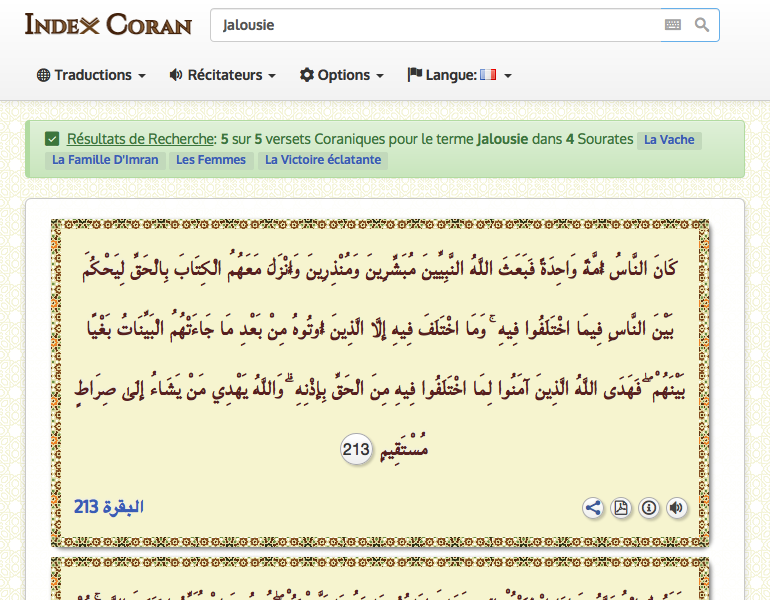 INDEX CORAN
Jalousie
Traductions Récitateurs Options Langue:
Résultats de Recherche: 5 sur 5 versets Coraniques pour le terme Jalousie dans 4 Sourates La Vache
La Famille D'Imran Les Femmes La Victoire éclatante
كَانَ النَّاسُ أُمَّةً وَاحِدَةً فَبَعَثَ اللَّهُ النَّبِيِّينَ مُبَشِّرِينَ وَمُنْذِرِينَ وَأَنْزَلَ مَعَهُمُ الْكِتَابَ بِالْحَقِّ لِيَحْكُمَ
بَيْنَ النَّاسِ فِيمَا اخْتَلَفُوا فِيهِ ۚ وَمَا اخْتَلَفَ فِيهِ إِلَّا الَّذِينَ أُوتُوهُ مِنْ بَعْدِ مَا جَاءَتْهُمُ الْبَيِّنَاتُ بَغْيًا
بَيْنَهُمْ ۖ فَهَدَى اللَّهُ الَّذِينَ آمَنُوا لِمَا اخْتَلَفُوا فِيهِ مِنَ الْحَقِّ بِإِذْنِهِ ۗ وَاللَّهُ يَهْدِي مَنْ يَشَاءُ إِلَىٰ صِرَاطٍ
مُسْتَقِيمٍ 213
البقرة 213